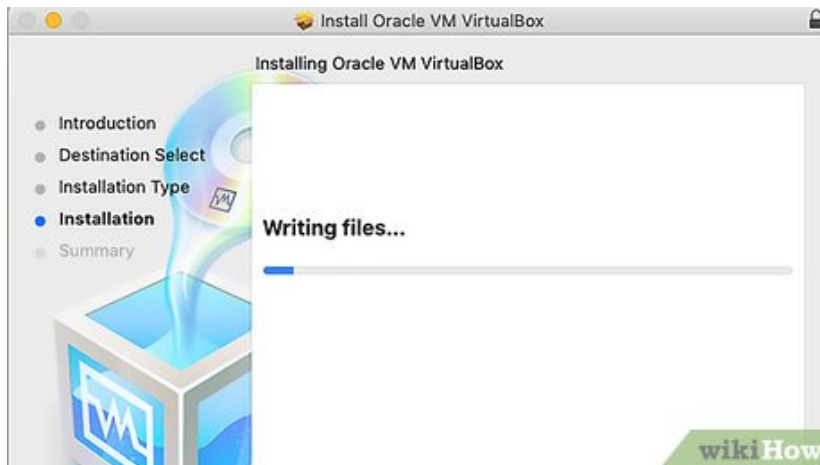 Install Oracle VM VirtualBox
Installing Oracle VM VirtualBox
Introduction
Destination Select
Installation Type
Installation
Summary
Writing files...
wikiHow